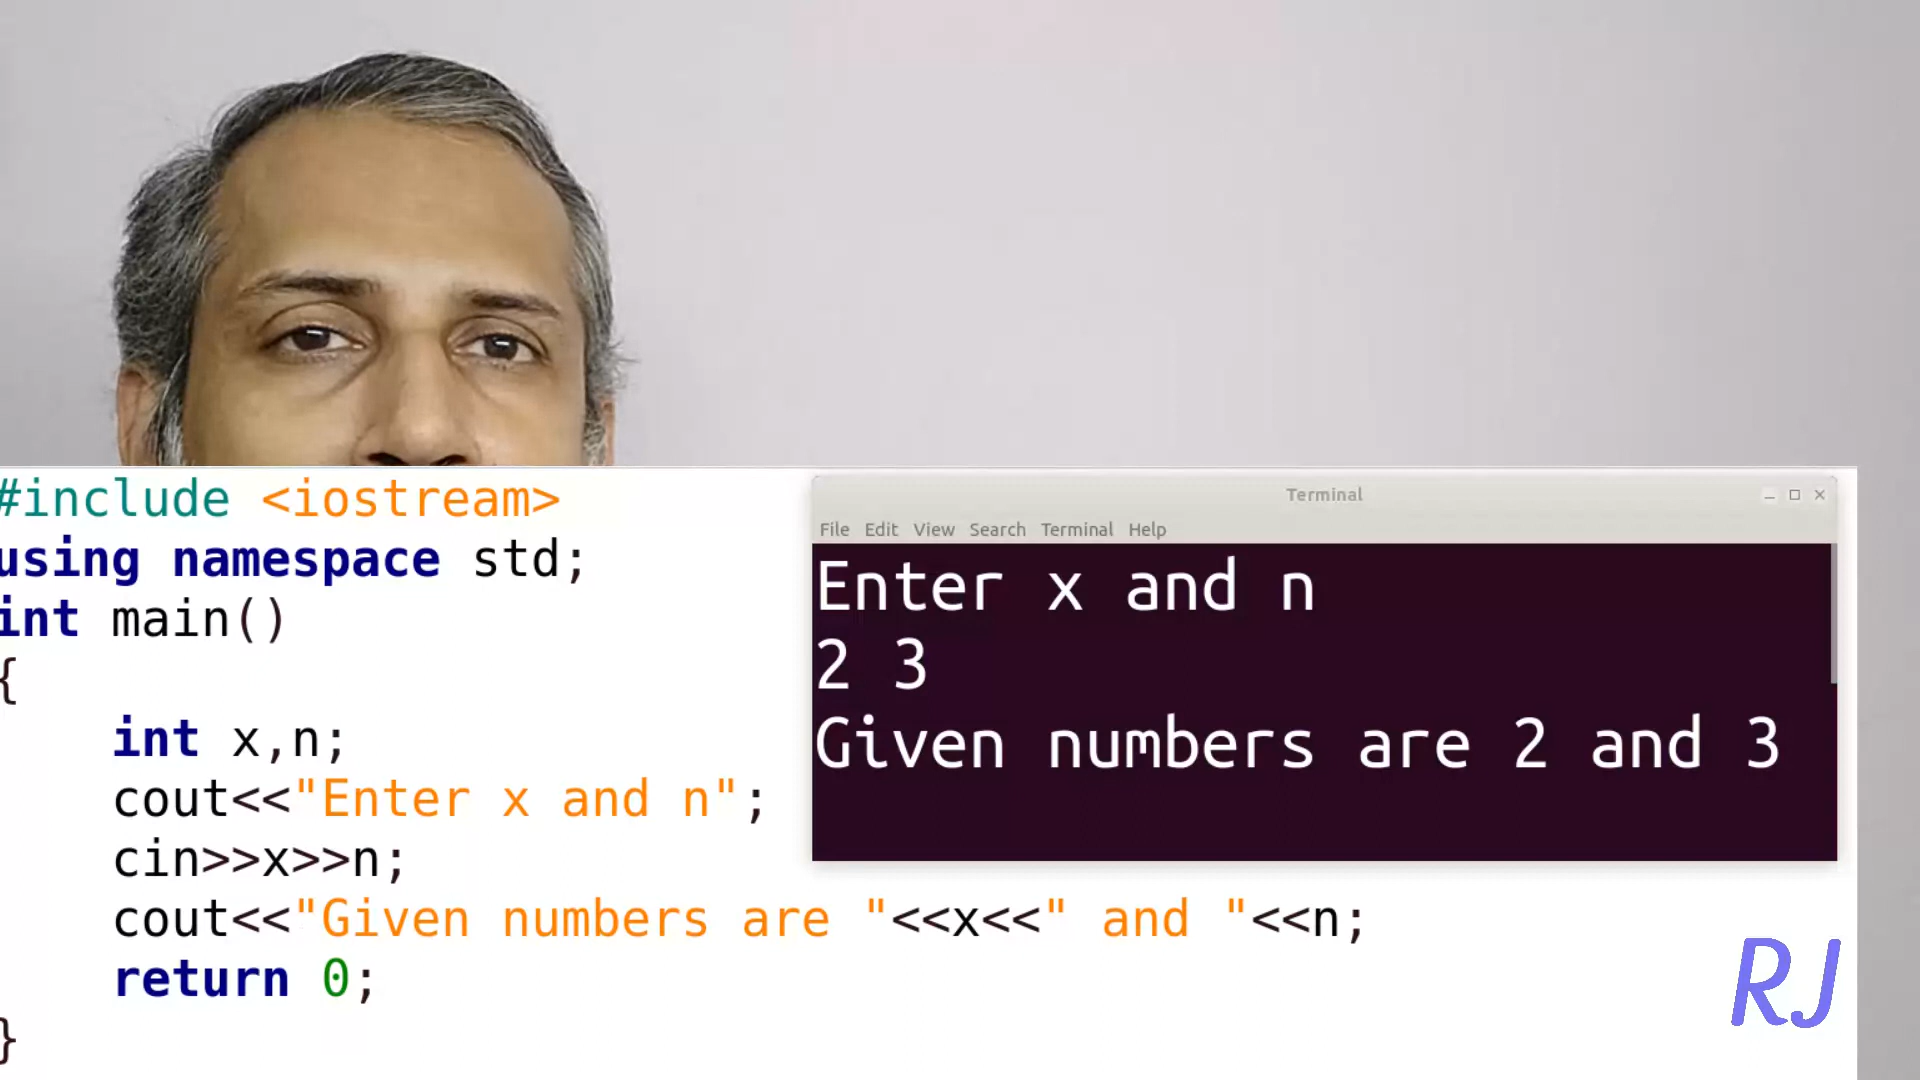 #include <iostream>
using namespace std;
int main()
{
int x,n;
cout<<"Enter x and n";
cin>>x>>n;
cout<<"Given numbers are "<<x<<" and "<<n;
return 0;
}
Terminal
File Edit View Search Terminal Help
Enter x and n
2 3
Given numbers are 2 and 3
RJ